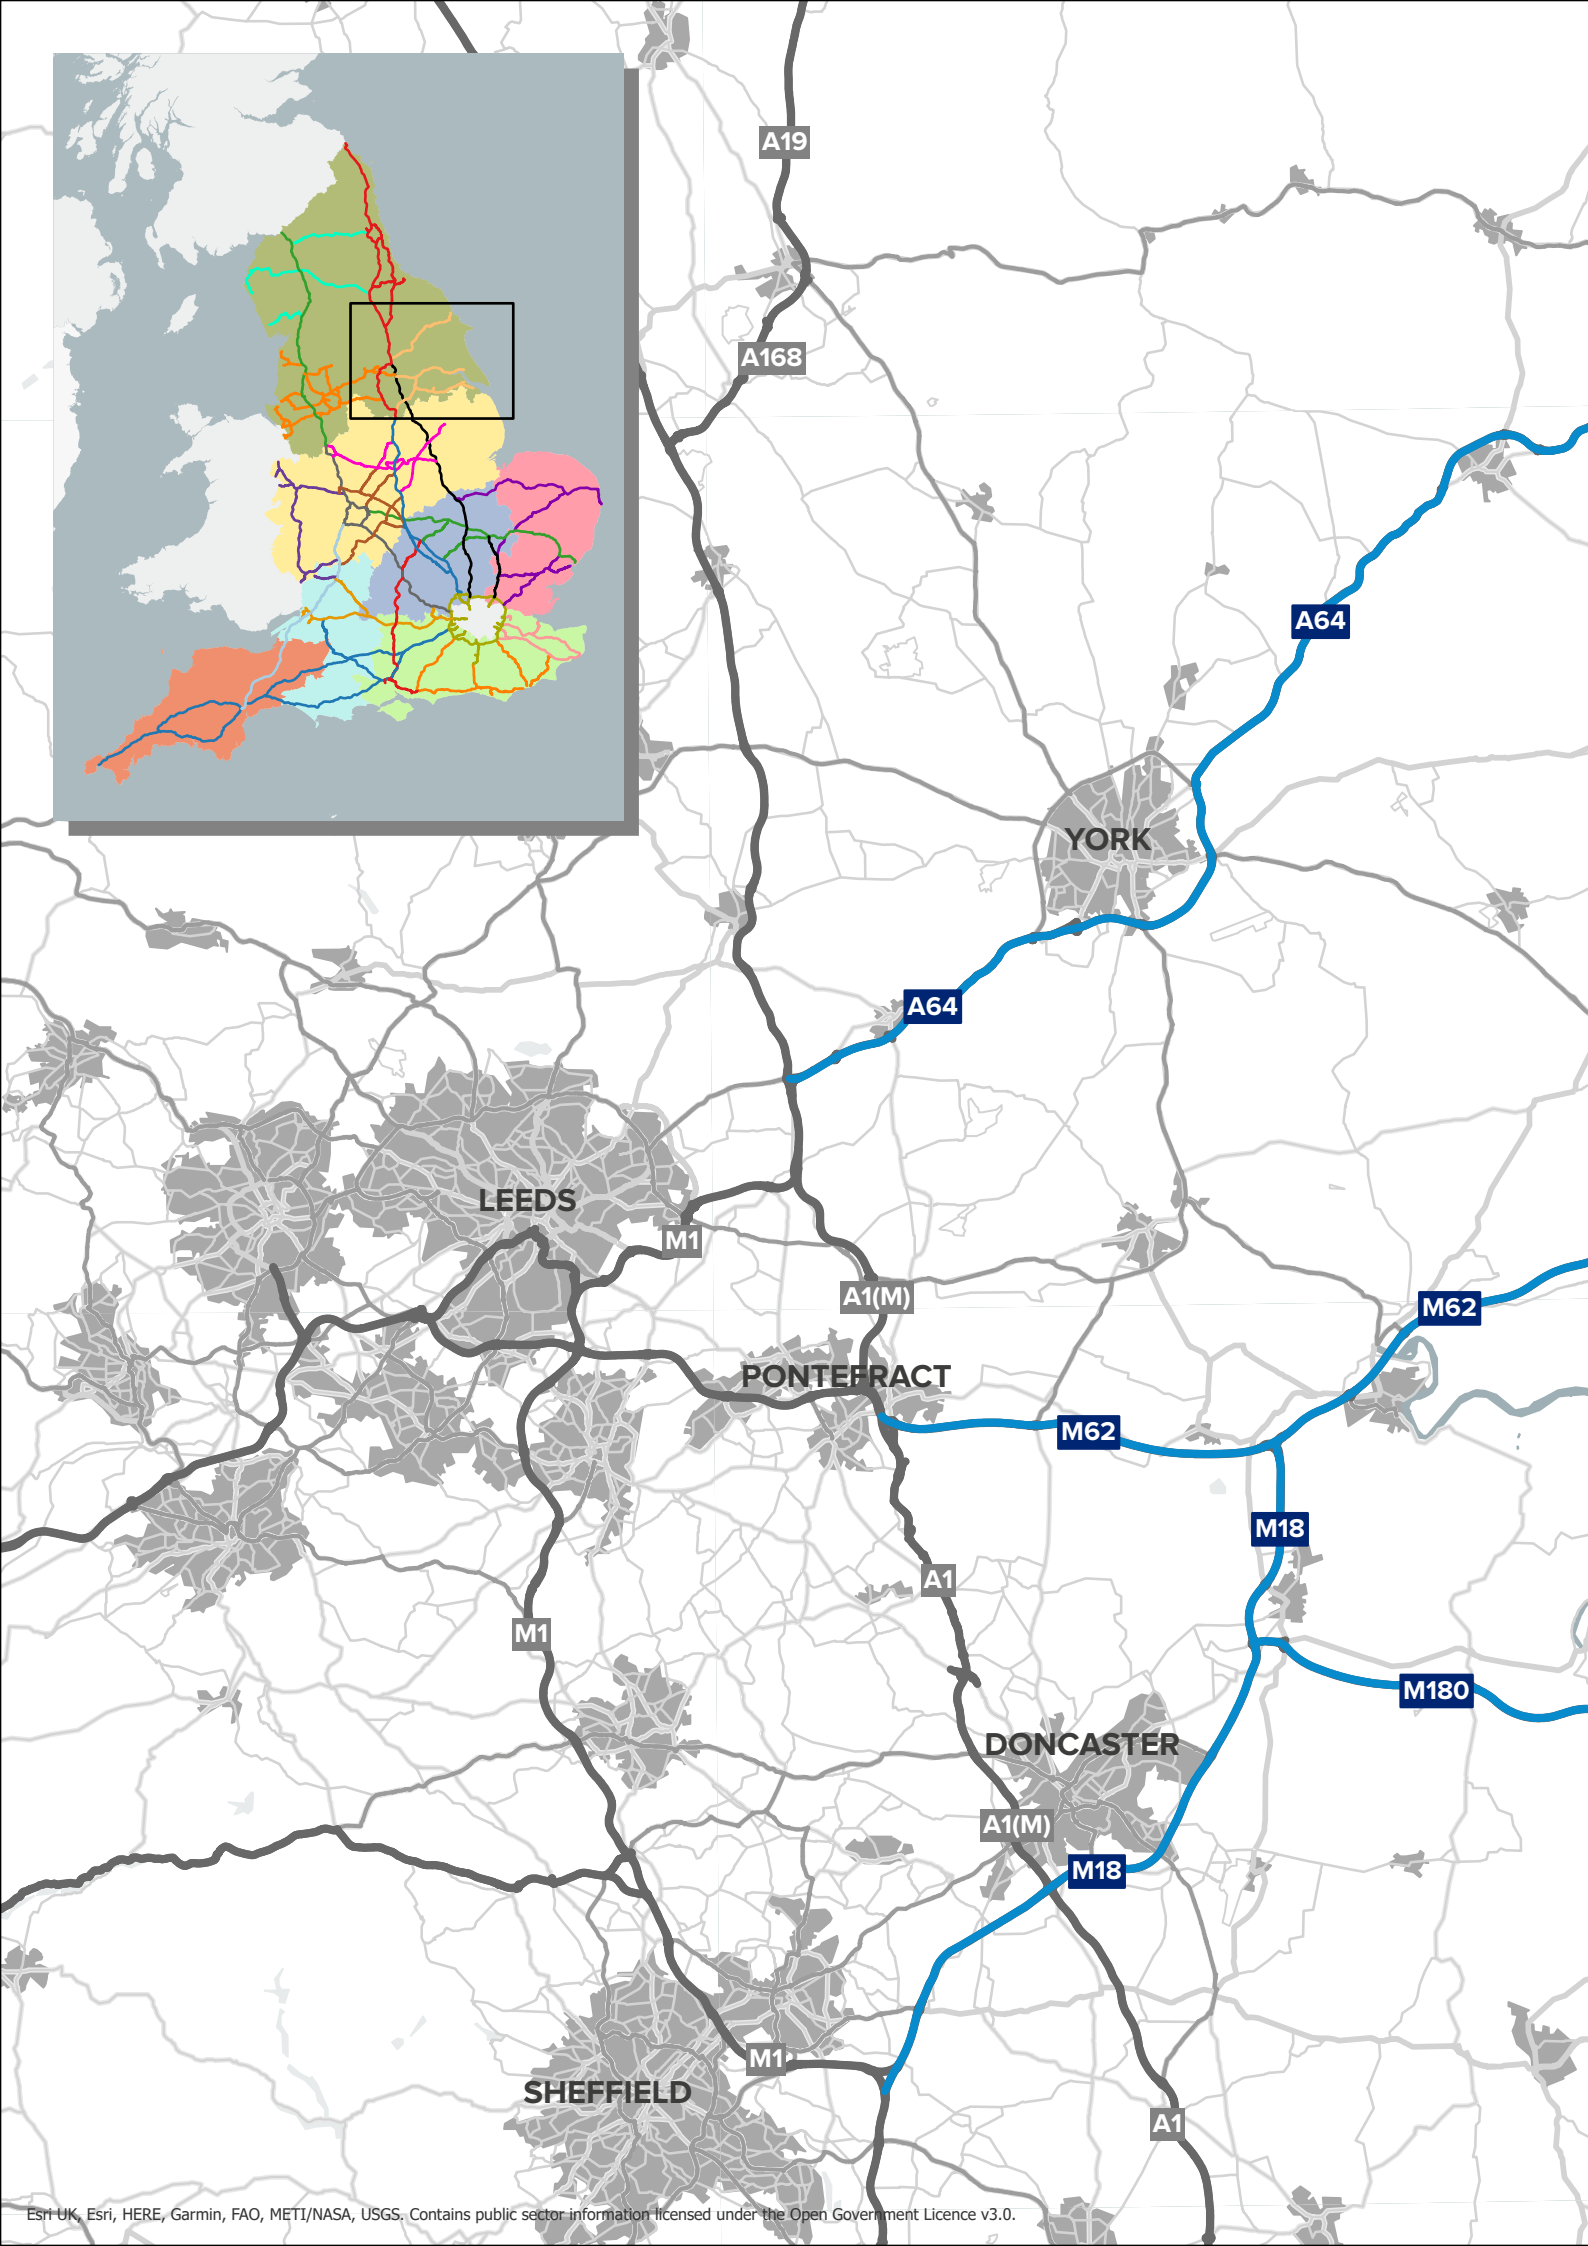 A19
A168
A64
YORK
A64
LEEDS
M1
A1(M)
M62
PONTEFRACT
M62
M18
A1
M1
M180
DONCASTER
A1(M)
M18
M1
SHEFFIELD
A1
Esri UK, Esri, HERE, Garmin, FAO, METI/NASA, USGS. Contains public sector information licensed under the Open Government Licence v3.0.